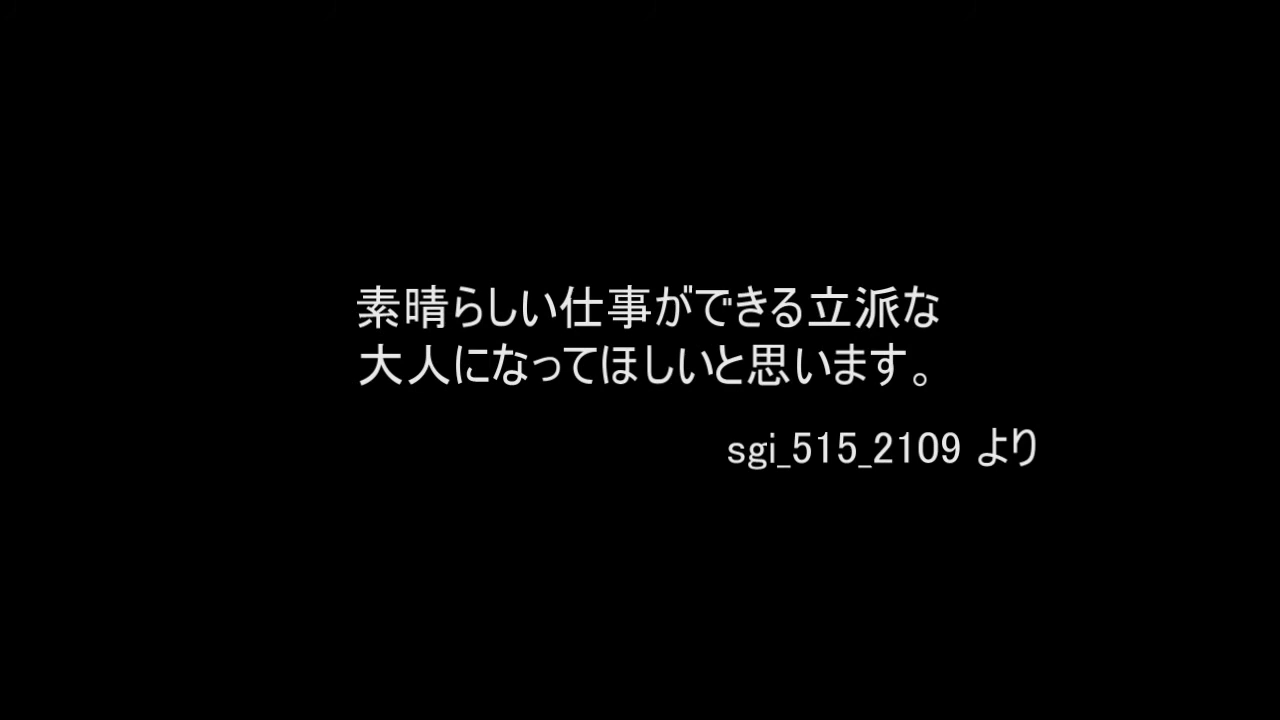 素晴らしい仕事ができる立派な
大人になってほしいと思います。
sgi_515_2109 より